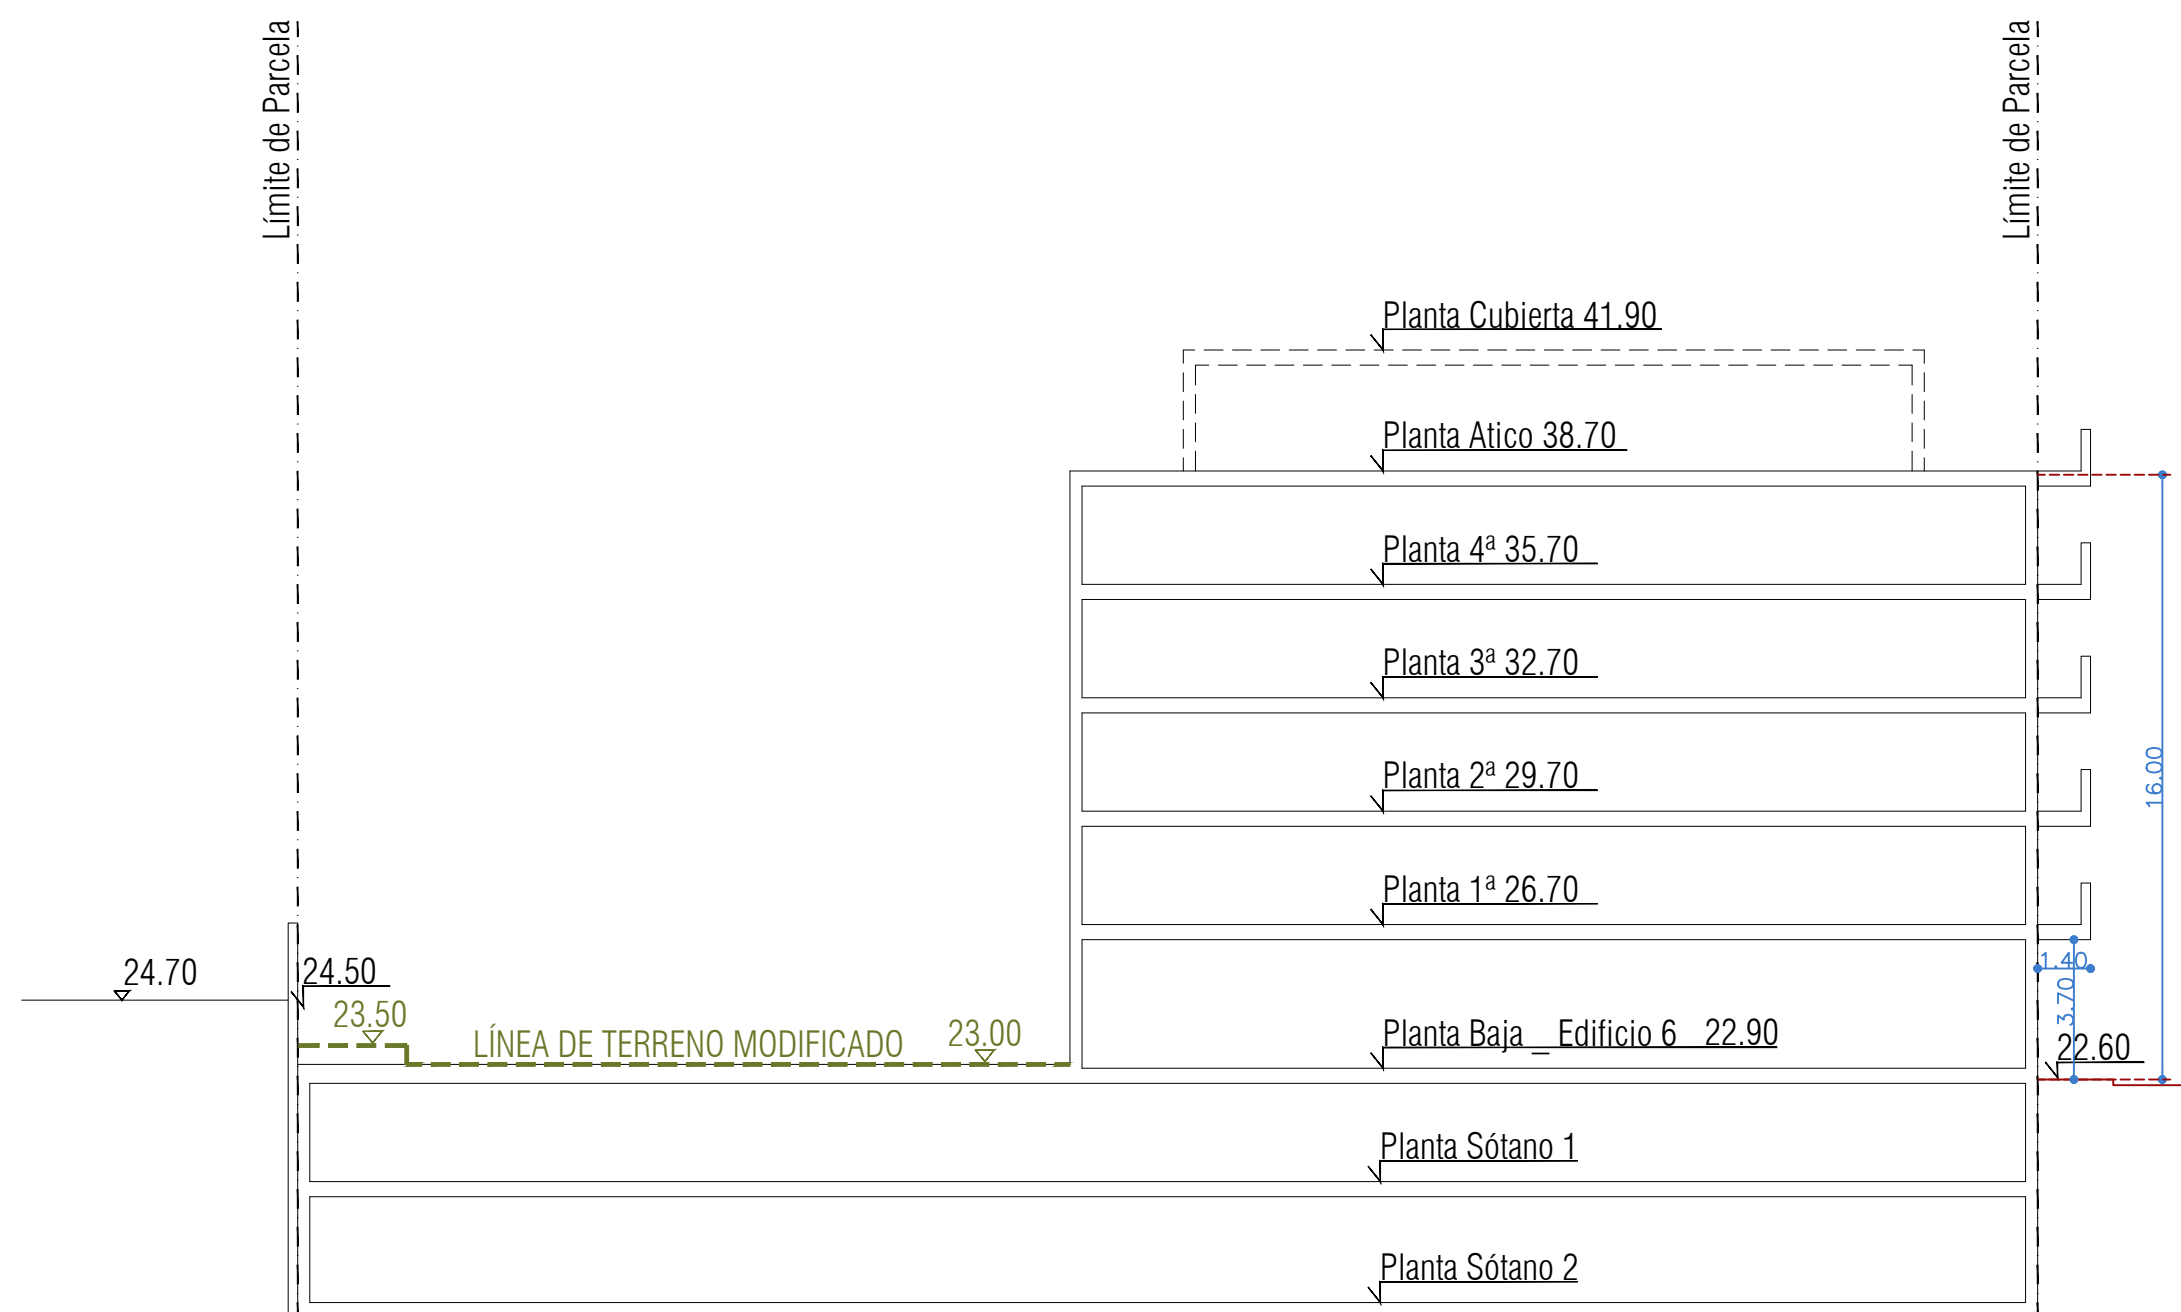 Límite de Parcela
Límite de Parcela
Planta Cubierta 41.90
Planta Atico 38.70
Planta 4ª 35.70
Planta 3ª 32.70
Planta 2ª 29.70
16.00
Planta 1ª 26.70
24.70
24.50
1.40
3.70
23.50
LÍNEA DE TERRENO MODIFICADO
23.00
Planta Baja _ Edificio 6 22.90
22.60
Planta Sótano 1
Planta Sótano 2